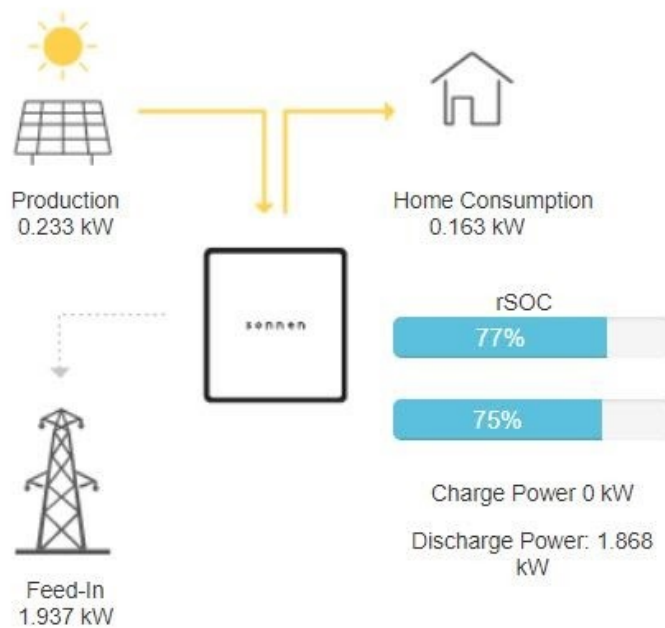 Production
0.233 kW
Home Consumption
0.163 kW
sonnen
rSOC
77%
75%
Charge Power 0 kW
Discharge Power: 1.868
kW
Feed-In
1.937 kW